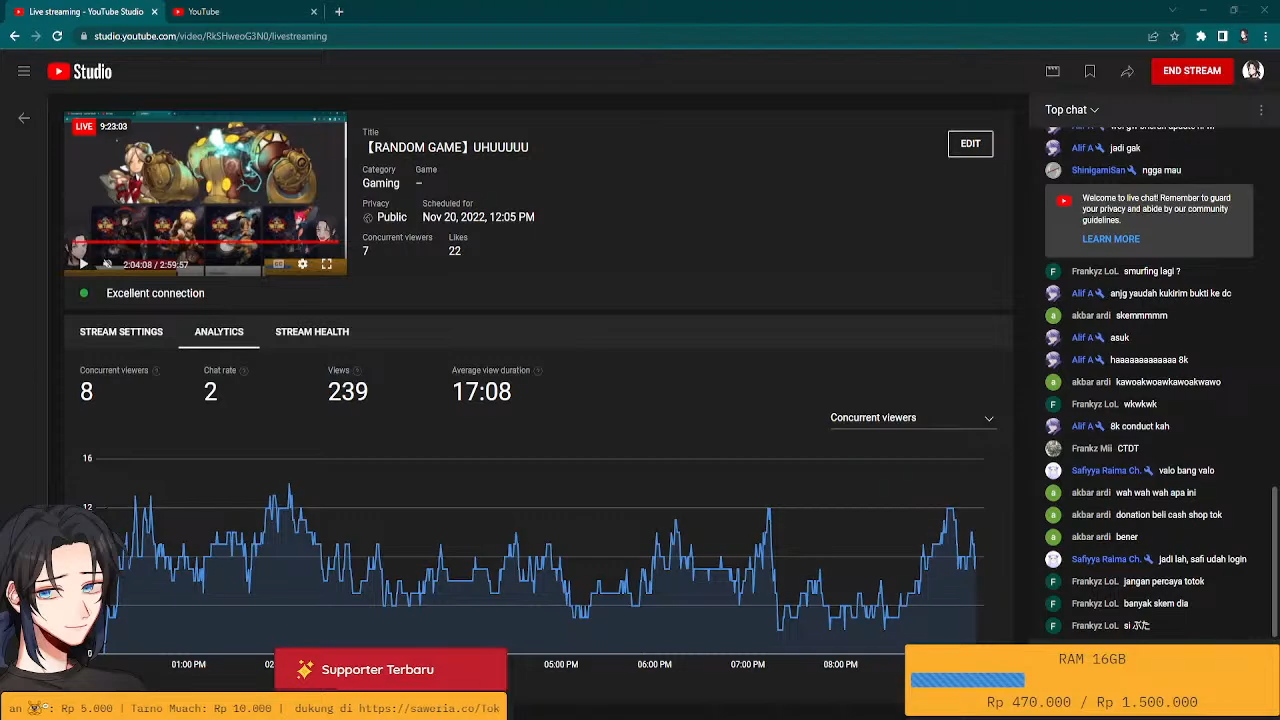 Live streaming - YouTube Studio
YouTube
studio.youtube.com/video/RkSHweoG3N0/livestreaming
Studio
END STREAM
LIVE 9:23:03
2:04:08 / 2:59:57
Title
【RANDOM GAME】UHUUUUU
Category Game
Gaming –
Privacy Scheduled for
Public Nov 20, 2022, 12:05 PM
Concurrent viewers Likes
7 22
EDIT
Excellent connection
STREAM SETTINGS ANALYTICS STREAM HEALTH
Concurrent viewers Chat rate Views Average view duration
8 2 239 17:08
Concurrent viewers
16
12
0
01:00 PM
05:00 PM 06:00 PM 07:00 PM 08:00 PM
Top chat
Alif A jadi gak
ShinigamiSan ngga mau
Welcome to live chat! Remember to guard
your privacy and abide by our community
guidelines.
LEARN MORE
Frankyz LoL smurfing lagi ?
Alif A anjg yaudah kukirim bukti ke dc
akbar ardi skemmmmm
Alif A asuk
Alif A haaaaaaaaaaaaa 8k
akbar ardi kawoakwoawkawoakwawo
Frankyz LoL wkwkwk
Alif A 8k conduct kah
Frankz Mii CTDT
Safiyya Raima Ch. valo bang valo
akbar ardi wah wah wah apa ini
akbar ardi donation beli cash shop tok
akbar ardi bener
Safiyya Raima Ch. jadi lah, safi udah login
Frankyz LoL jangan percaya totok
Frankyz LoL banyak skem dia
Frankyz LoL si ぶた
Supporter Terbaru
an : Rp 5.000 | Tarno Muach: Rp 10.000 | dukung di https://saweria.co/Tok
RAM 16GB
Rp 470.000 / Rp 1.500.000